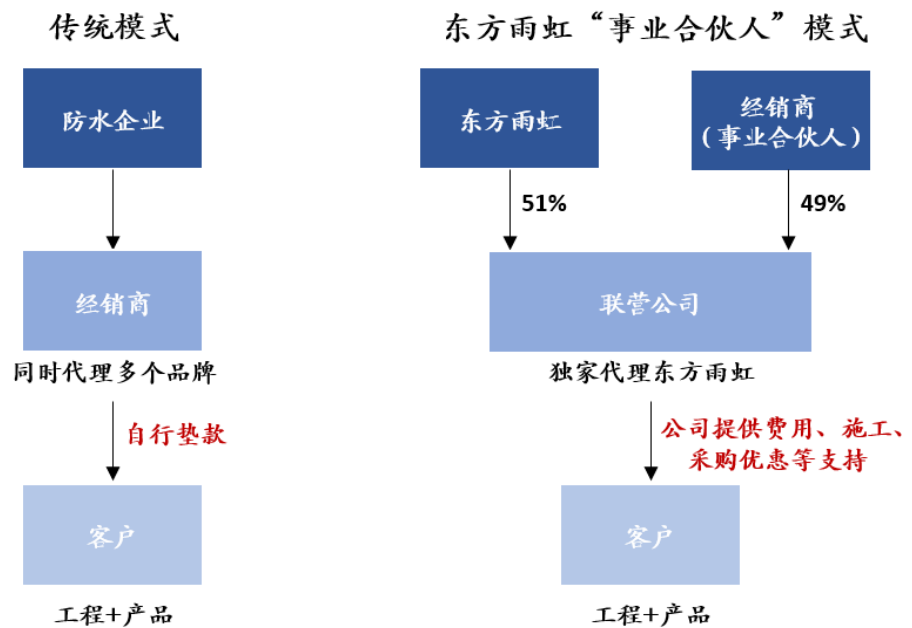 传统模式
防水企业
经销商
同时代理多个品牌
自行垫款
客户
工程+产品
东方雨虹“事业合伙人”模式
东方雨虹
经销商
（事业合伙人）
51%
49%
联营公司
独家代理东方雨虹
公司提供费用、施工、
采购优惠等支持
客户
工程+产品